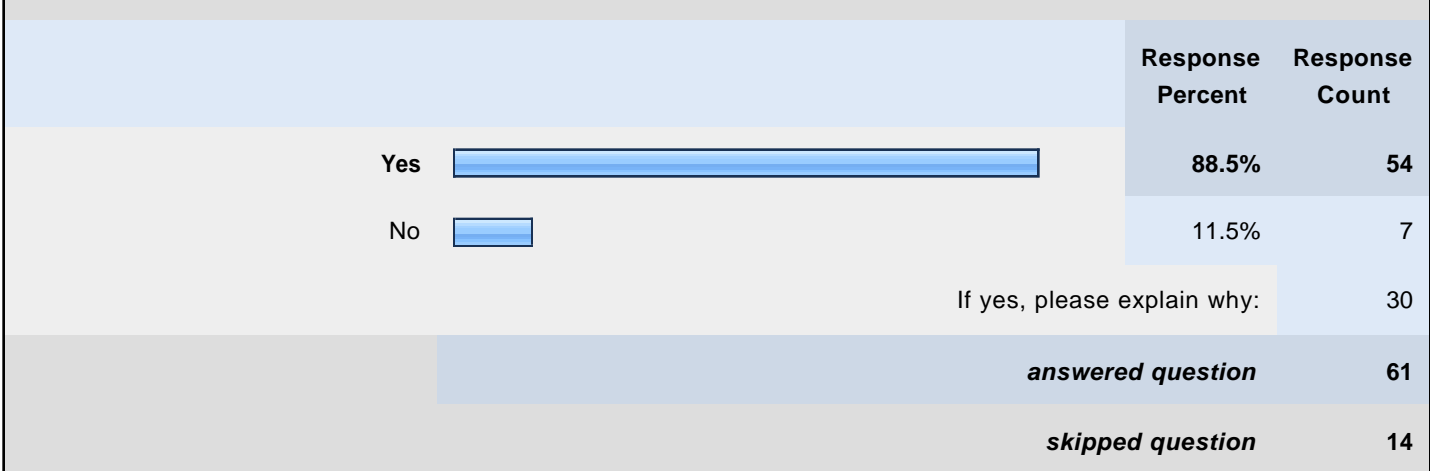 Response Percent
Response Count
Yes 88.5% 54
No 11.5% 7
If yes, please explain why: 30
answered question 61
skipped question 14